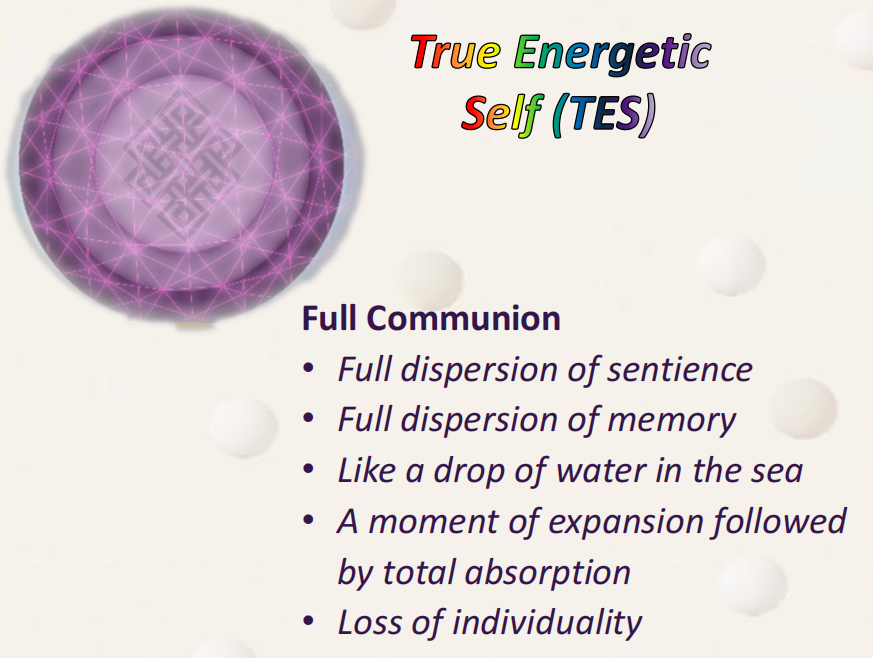 True Energetic
Self (TES)
Full Communion
• Full dispersion of sentience
• Full dispersion of memory
• Like a drop of water in the sea
• A moment of expansion followed
by total absorption
• Loss of individuality